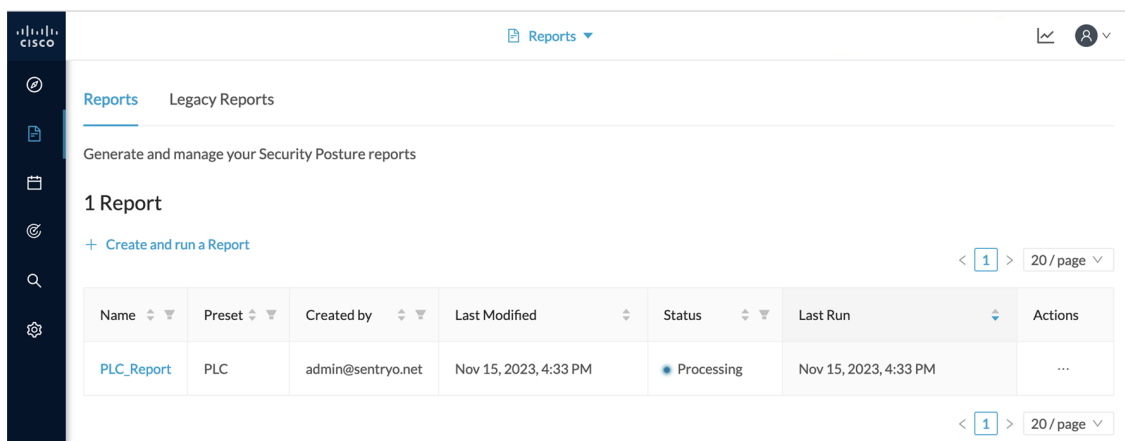 CISCO
Reports
Reports Legacy Reports
Generate and manage your Security Posture reports
1 Report
+ Create and run a Report
< 1 > 20 / page
Name Preset Created by Last Modified Status Last Run Actions
PLC_Report PLC admin@sentryo.net Nov 15, 2023, 4:33 PM Processing Nov 15, 2023, 4:33 PM ...
< 1 > 20 / page